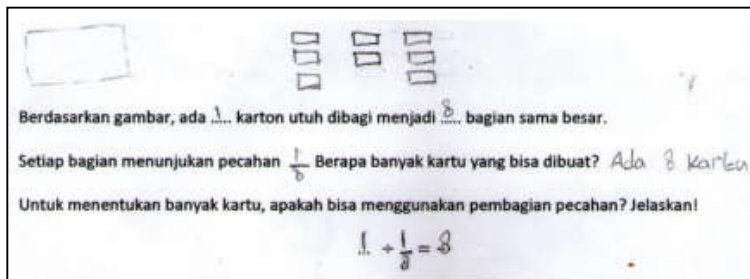 Berdasarkan gambar, ada 1 karton utuh dibagi menjadi 8 bagian sama besar.
Setiap bagian menunjukan pecahan 1/8 Berapa banyak kartu yang bisa dibuat? Ada 8 kartu
Untuk menentukan banyak kartu, apakah bisa menggunakan pembagian pecahan? Jelaskan!
1 ÷ 1/8 = 8